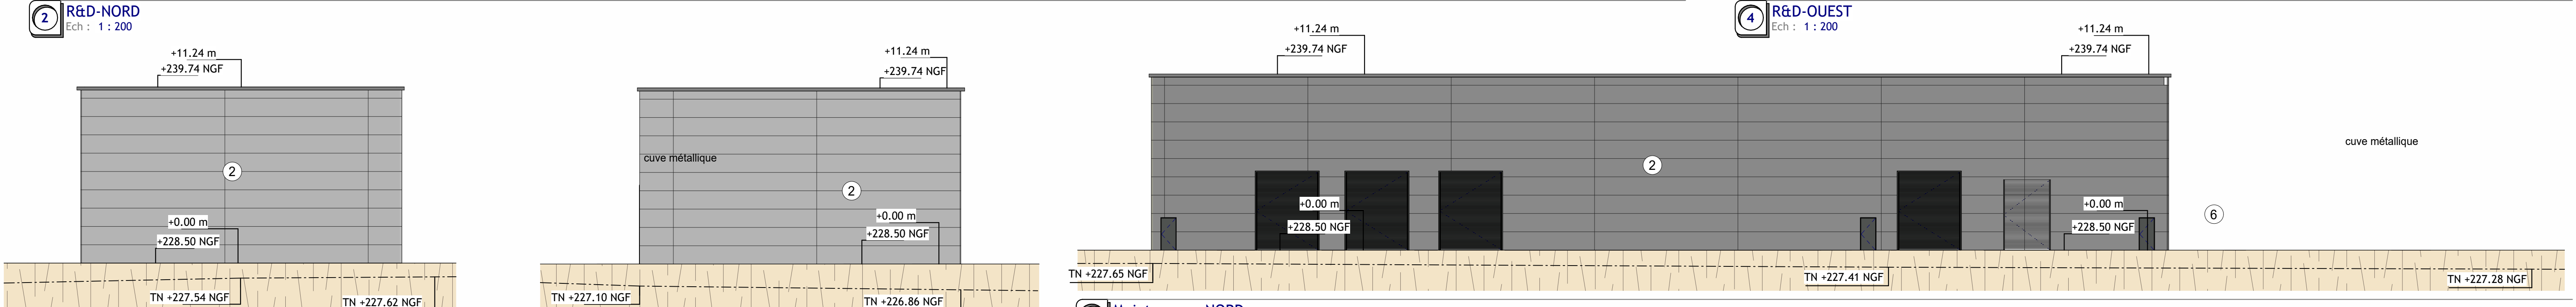 2
R&D-NORD
Ech : 1 : 200
+11.24 m
+239.74 NGF
2
+0.00 m
+228.50 NGF
TN +227.54 NGF
TN +227.62 NGF
+11.24 m
+239.74 NGF
cuve métallique
2
+0.00 m
+228.50 NGF
TN +227.10 NGF
TN +226.86 NGF
4
R&D-OUEST
Ech : 1 : 200
+11.24 m
+239.74 NGF
+11.24 m
+239.74 NGF
cuve métallique
2
+0.00 m
+228.50 NGF
+0.00 m
+228.50 NGF
6
TN +227.65 NGF
TN +227.41 NGF
TN +227.28 NGF